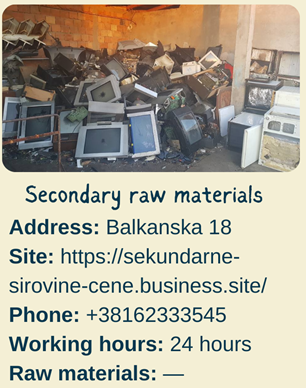 Secondary raw materials
Address: Balkanska 18
Site: https://sekundarne-
sirovine-cene.business.site/
Phone: +38162333545
Working hours: 24 hours
Raw materials: —